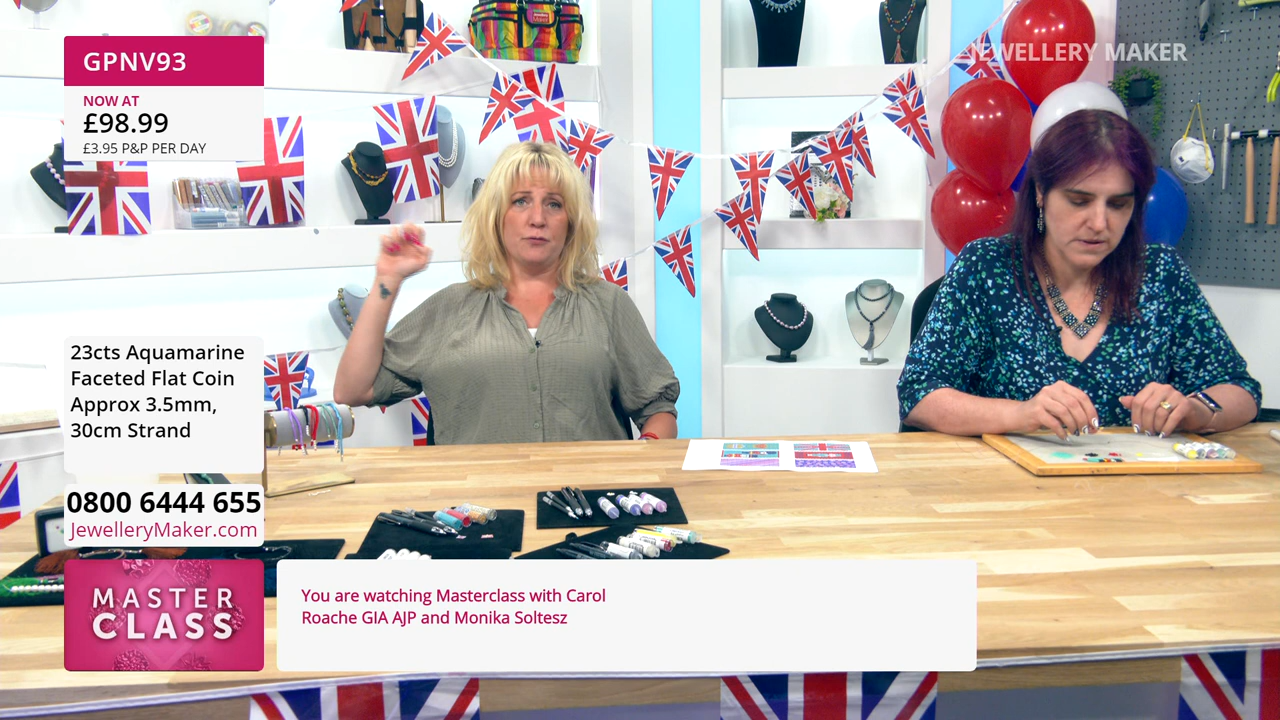 GPNV93
NOW AT
£98.99
£3.95 P&P PER DAY
JEWELLERY MAKER
23cts Aquamarine
Faceted Flat Coin
Approx 3.5mm,
30cm Strand
0800 6444 655
JewelleryMaker.com
MASTER
CLASS
You are watching Masterclass with Carol
Roache GIA AJP and Monika Soltesz